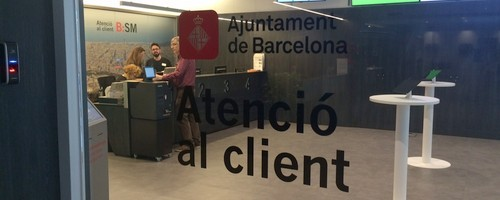 Atenció
al client B:SM
Ajuntament
de Barcelona
Atenció
al client